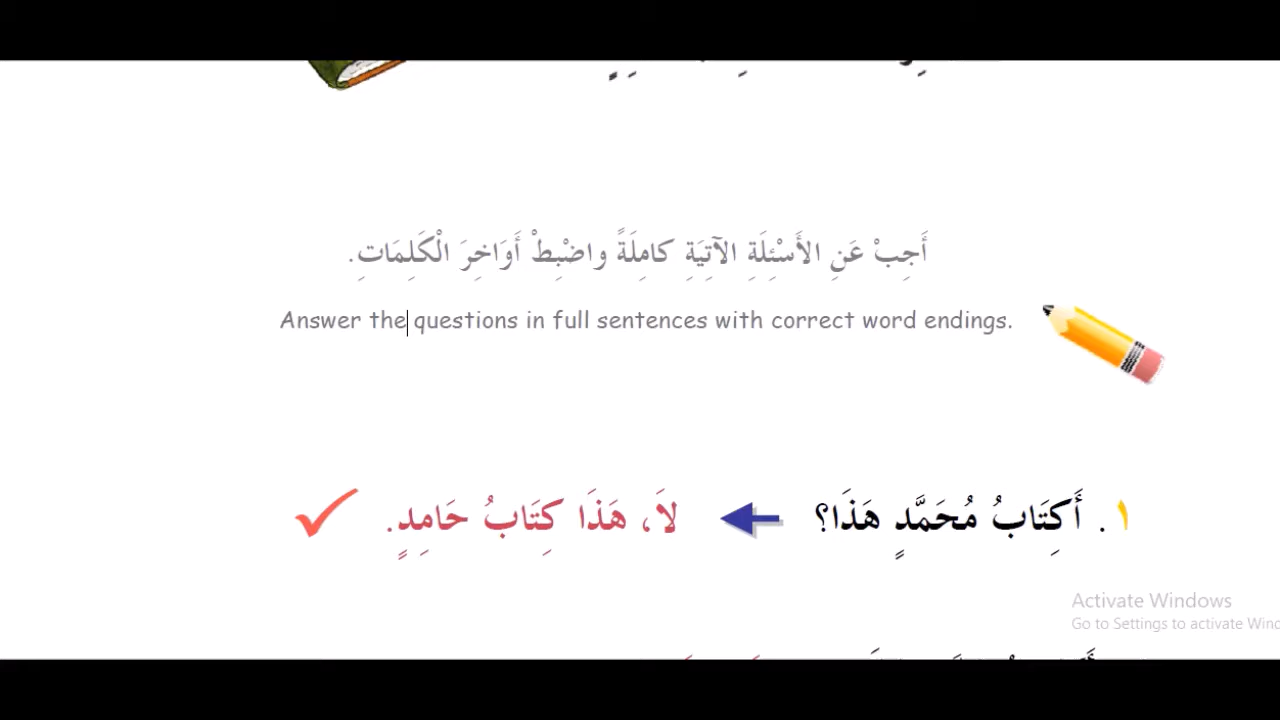 أَجِبْ عَنِ الأَسْئِلَةِ الآتِيَةِ كامِلَةً واضْبِطْ أَوَاخِرَ الْكَلِمَاتِ.
Answer the questions in full sentences with correct word endings.
١. أَكِتَابُ مُحَمَّدٍ هَذَا؟ لاَ، هَذَا كِتَابُ حَامِدٍ.
Activate Windows
Go to Settings to activate Wind